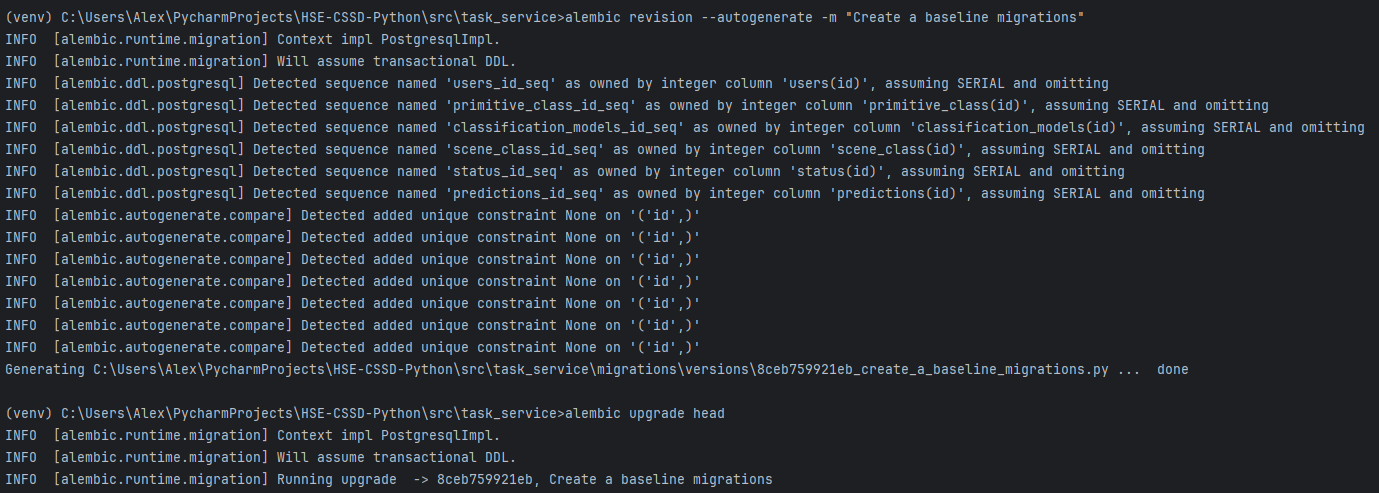 (venv) C:\Users\Alex\PycharmProjects\HSE-CSSD-Python\src\task_service>alembic revision --autogenerate -m "Create a baseline migrations"
INFO  [alembic.runtime.migration] Context impl PostgresqlImpl.
INFO  [alembic.runtime.migration] Will assume transactional DDL.
INFO  [alembic.ddl.postgresql] Detected sequence named 'users_id_seq' as owned by integer column 'users(id)', assuming SERIAL and omitting
INFO  [alembic.ddl.postgresql] Detected sequence named 'primitive_class_id_seq' as owned by integer column 'primitive_class(id)', assuming SERIAL and omitting
INFO  [alembic.ddl.postgresql] Detected sequence named 'classification_models_id_seq' as owned by integer column 'classification_models(id)', assuming SERIAL and omitting
INFO  [alembic.ddl.postgresql] Detected sequence named 'scene_class_id_seq' as owned by integer column 'scene_class(id)', assuming SERIAL and omitting
INFO  [alembic.ddl.postgresql] Detected sequence named 'status_id_seq' as owned by integer column 'status(id)', assuming SERIAL and omitting
INFO  [alembic.ddl.postgresql] Detected sequence named 'predictions_id_seq' as owned by integer column 'predictions(id)', assuming SERIAL and omitting
INFO  [alembic.autogenerate.compare] Detected added unique constraint None on '('id',)'
INFO  [alembic.autogenerate.compare] Detected added unique constraint None on '('id',)'
INFO  [alembic.autogenerate.compare] Detected added unique constraint None on '('id',)'
INFO  [alembic.autogenerate.compare] Detected added unique constraint None on '('id',)'
INFO  [alembic.autogenerate.compare] Detected added unique constraint None on '('id',)'
INFO  [alembic.autogenerate.compare] Detected added unique constraint None on '('id',)'
INFO  [alembic.autogenerate.compare] Detected added unique constraint None on '('id',)'
Generating C:\Users\Alex\PycharmProjects\HSE-CSSD-Python\src\task_service\migrations\versions\8ceb759921eb_create_a_baseline_migrations.py ...  done
(venv) C:\Users\Alex\PycharmProjects\HSE-CSSD-Python\src\task_service>alembic upgrade head
INFO  [alembic.runtime.migration] Context impl PostgresqlImpl.
INFO  [alembic.runtime.migration] Will assume transactional DDL.
INFO  [alembic.runtime.migration] Running upgrade  -> 8ceb759921eb, Create a baseline migrations